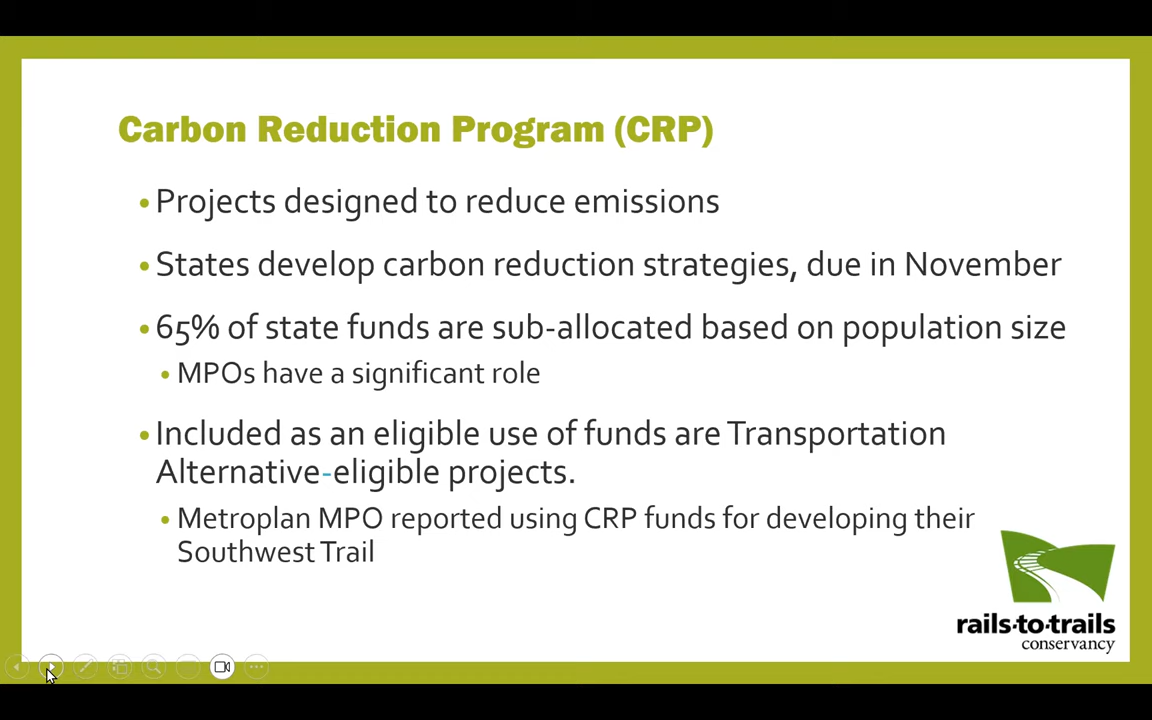 Carbon Reduction Program (CRP)
•Projects designed to reduce emissions
•States develop carbon reduction strategies, due in November
•65% of state funds are sub-allocated based on population size
•MPOs have a significant role
•Included as an eligible use of funds are Transportation
Alternative-eligible projects.
•Metroplan MPO reported using CRP funds for developing their
Southwest Trail
rails·to·trails
conservancy